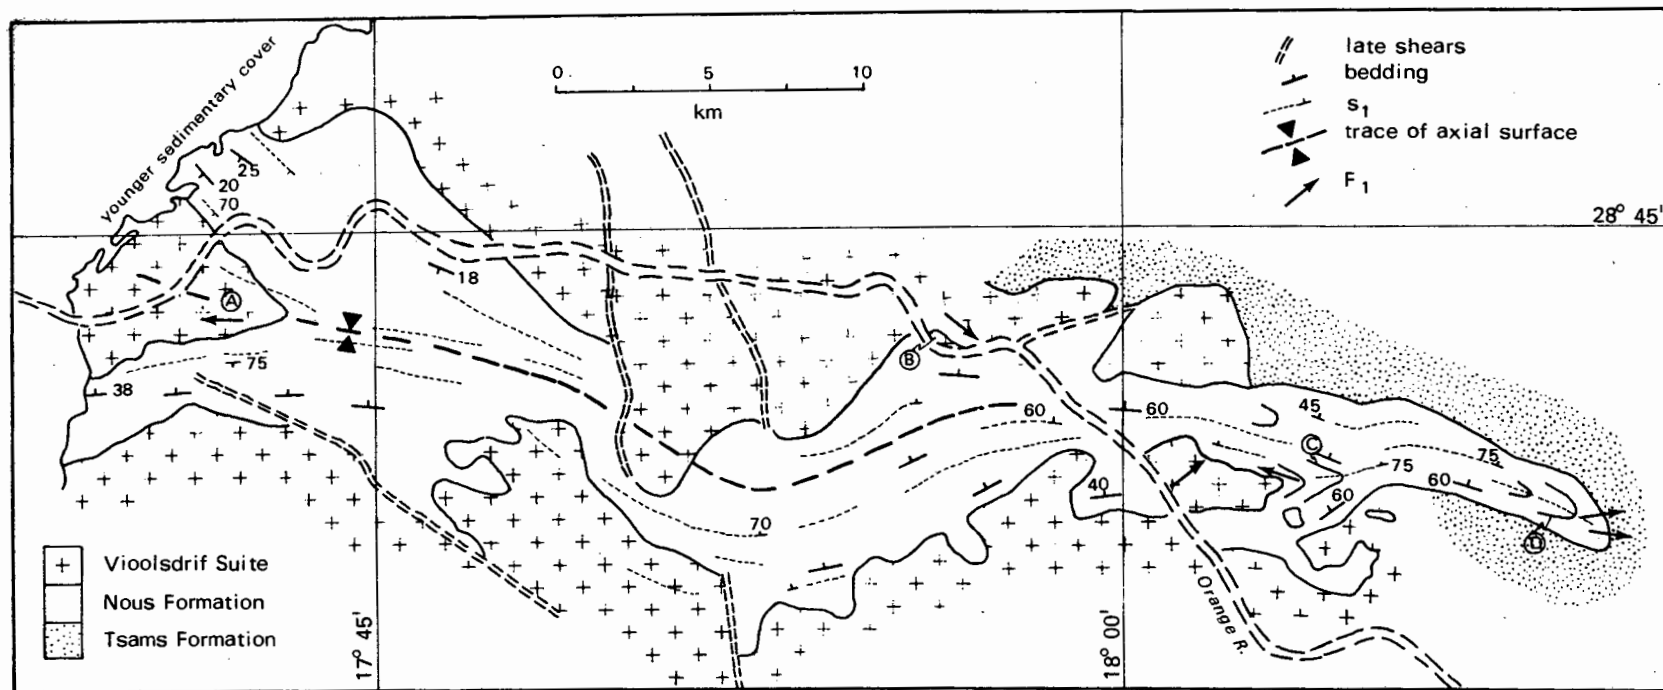 younger sedimentary cover
0 5 10
km
late shears
bedding
S₁
trace of axial surface
F₁
28° 45'
25
20
70
18
A
75
38
B
60
60
45
C
75
75
60
60
40
70
D
Orange R.
Vioolsdrif Suite
Nous Formation
Tsams Formation
17° 45'
18° 00'